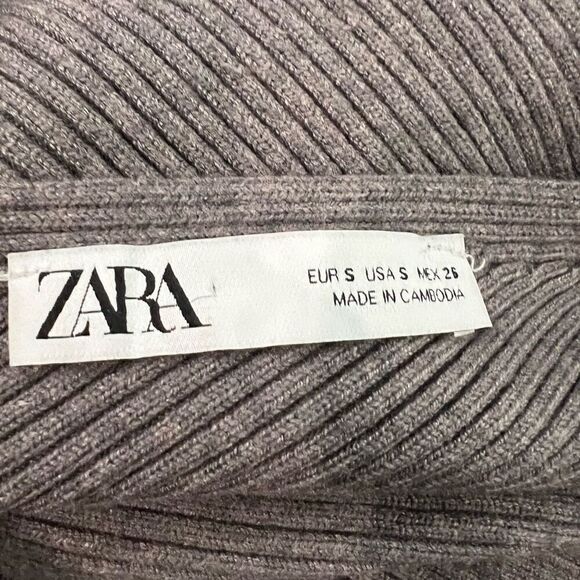 ZARA
EUR S USA S MEX 26
MADE IN CAMBODIA